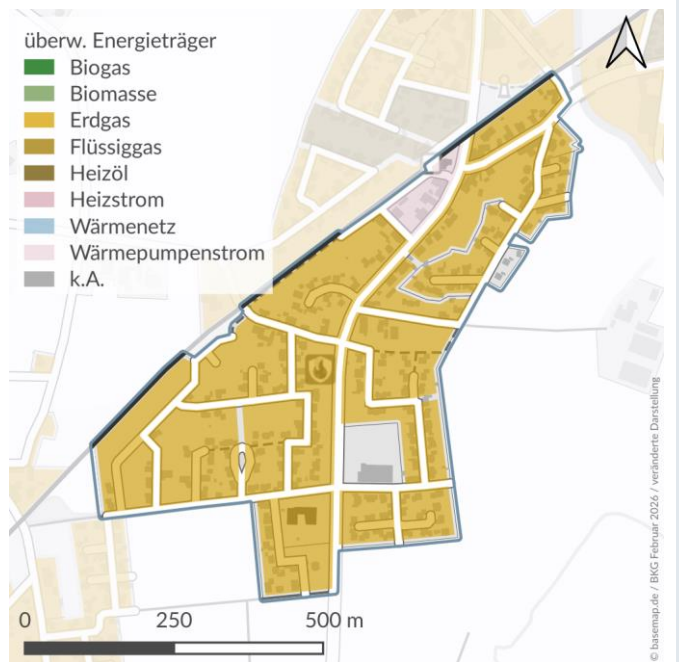 überw. Energieträger
Biogas
Biomasse
Erdgas
Flüssiggas
Heizöl
Heizstrom
Wärmenetz
Wärmepumpenstrom
k.A.
0 250 500 m
© basemap.de / BKG Februar 2026 / veränderte Darstellung